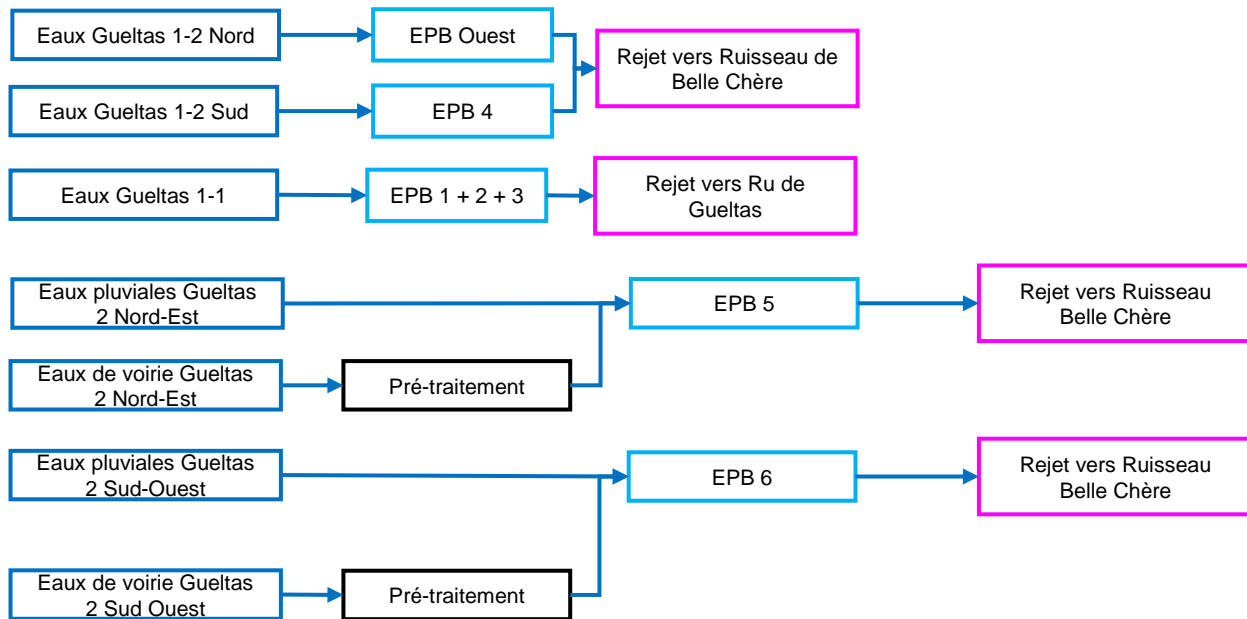 Eaux Gueltas 1-2 Nord
EPB Ouest
Rejet vers Ruisseau de
Belle Chère
Eaux Gueltas 1-2 Sud
EPB 4
Eaux Gueltas 1-1
EPB 1 + 2 + 3
Rejet vers Ru de
Gueltas
Eaux pluviales Gueltas
2 Nord-Est
EPB 5
Rejet vers Ruisseau
Belle Chère
Eaux de voirie Gueltas
2 Nord-Est
Pré-traitement
Eaux pluviales Gueltas
2 Sud-Ouest
EPB 6
Rejet vers Ruisseau
Belle Chère
Eaux de voirie Gueltas
2 Sud Ouest
Pré-traitement